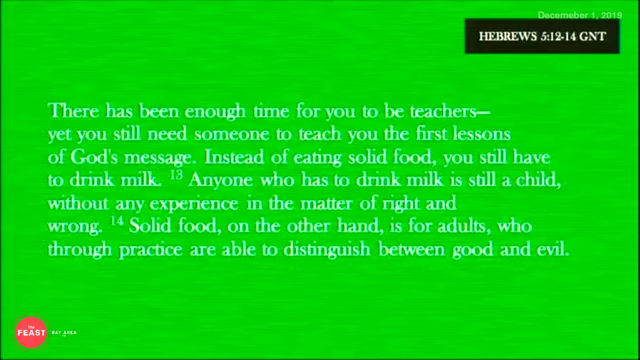 Decemeber 1, 2018
HEBREWS 5:12-14 GNT
There has been enough time for you to be teachers—
yet you still need someone to teach you the first lessons
of God's message. Instead of eating solid food, you still have
to drink milk. 13 Anyone who has to drink milk is still a child,
without any experience in the matter of right and
wrong. 14 Solid food, on the other hand, is for adults, who
through practice are able to distinguish between good and evil.
the
FEAST BAY AREA